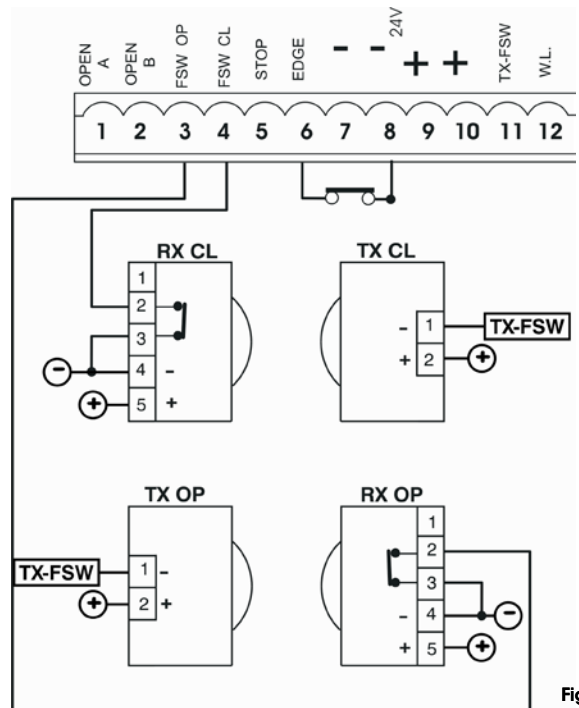 OPEN A
OPEN B
FSW OP
FSW CL
STOP
EDGE
- -
24V
+ +
TX-FSW
W.L.
1 2 3 4 5 6 7 8 9 10 11 12
RX CL
1
2
3
4 -
5 +
-
+
TX CL
- 1
+ 2
TX-FSW
+
TX OP
1 -
2 +
TX-FSW
+
RX OP
1
2
3
- 4
+ 5
-
+
Fig